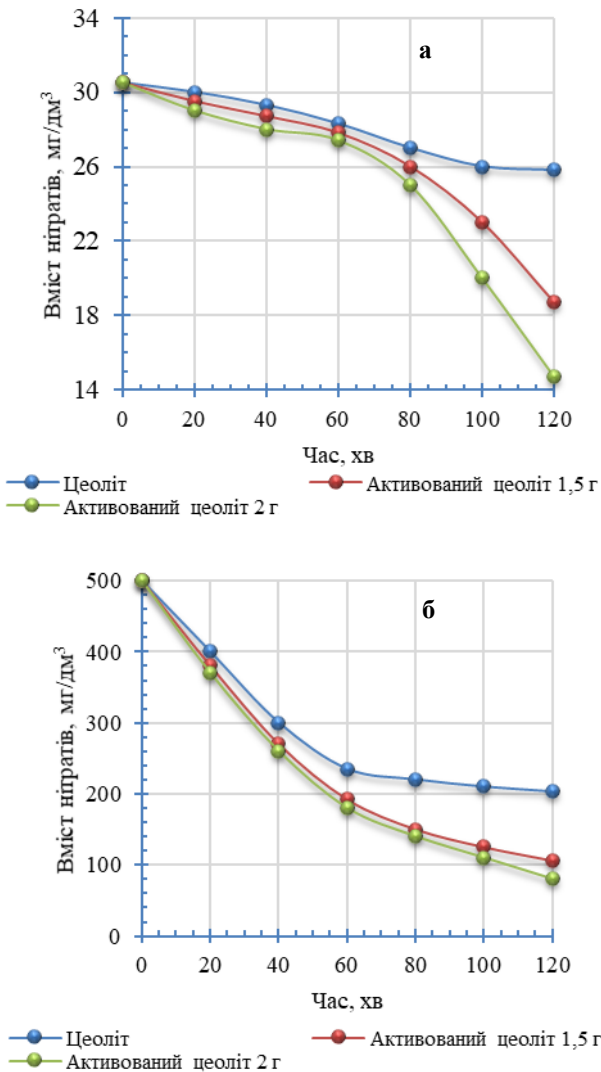 34
30
26
22
18
14
Вміст ніпратів, мг/дм³
а
0 20 40 60 80 100 120
Час, хв
Цеоліт
Активований цеоліт 1,5 г
Активований цеоліт 2 г
500
400
300
200
100
0
Вміст нітратів, мг/дм³
б
0 20 40 60 80 100 120
Час, хв
Цеоліт
Активований цеоліт 1,5 г
Активований цеоліт 2 г